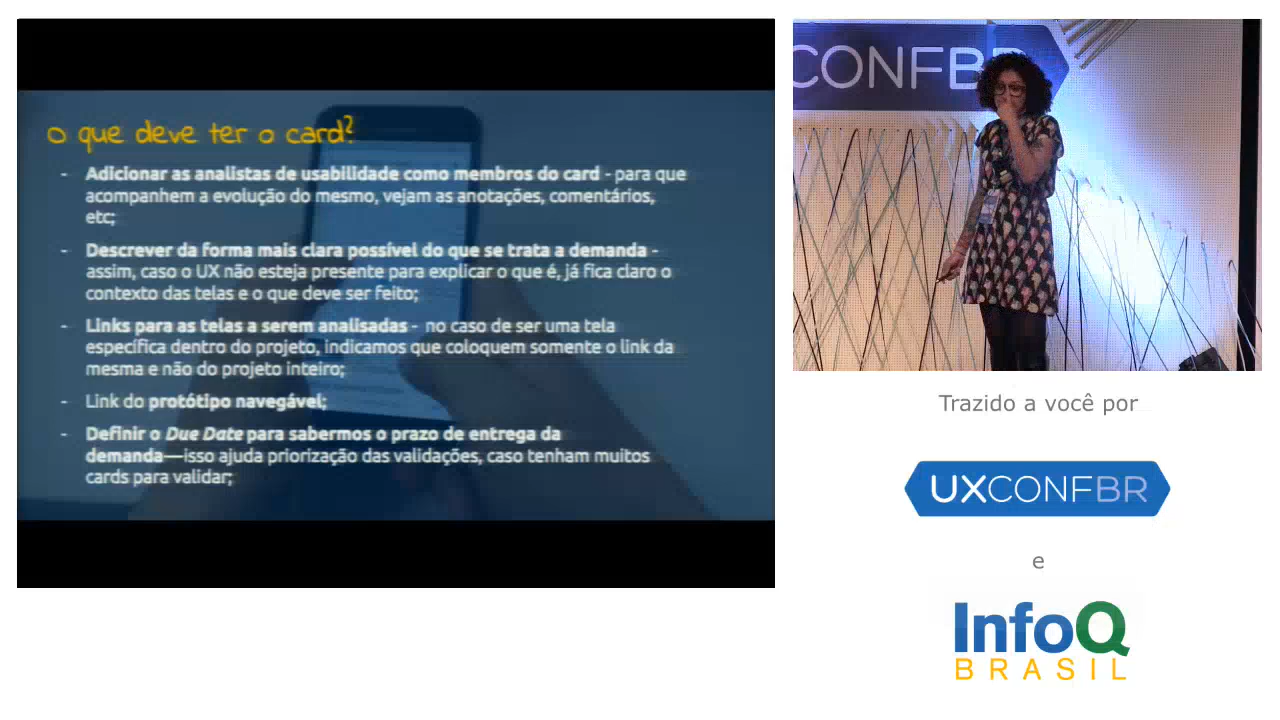 O que deve ter o card?
- Adicionar as analistas de usabilidade como membros do card - para que
acompanhem a evolução do mesmo, vejam as anotações, comentários,
etc;
- Descrever da forma mais clara possível do que se trata a demanda -
assim, caso o UX não esteja presente para explicar o que é, já fica claro o
contexto das telas e o que deve ser feito;
- Links para as telas a serem analisadas - no caso de ser uma tela
específica dentro do projeto, indicamos que coloquem somente o link da
mesma e não do projeto inteiro;
- Link do protótipo navegável;
- Definir o Due Date para sabermos o prazo de entrega da
demanda—isso ajuda priorização das validações, caso tenham muitos
cards para validar;
CONFBR
Trazido a você por
UXCONFBR
e
InfoQ
BRASIL